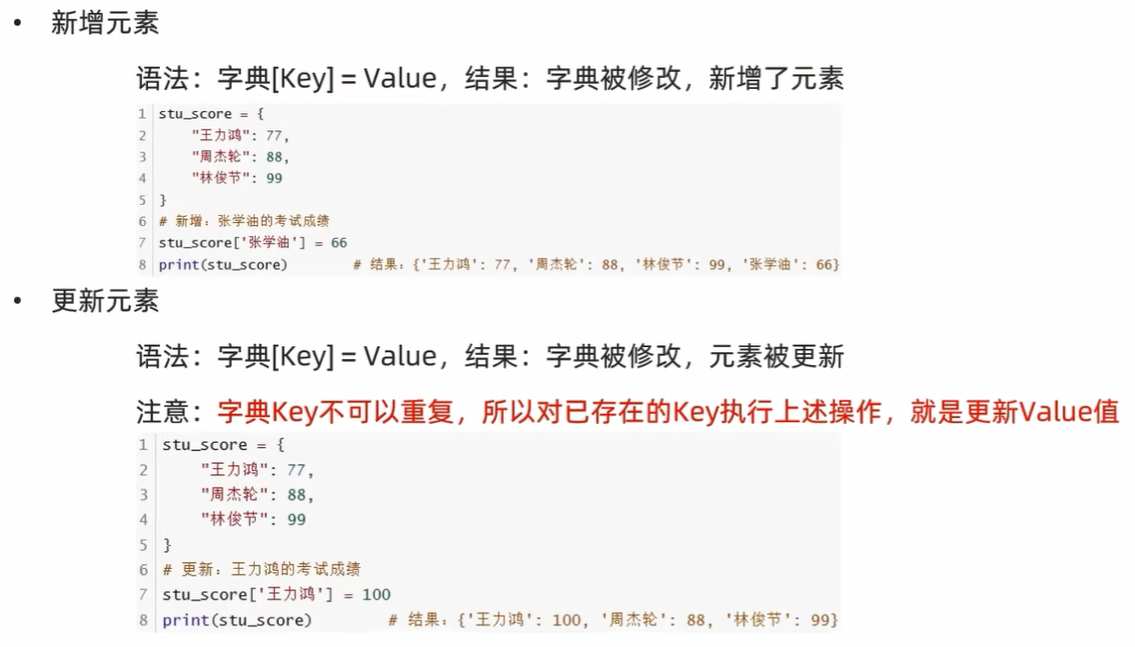 • 新增元素
语法：字典[Key] = Value，结果：字典被修改，新增了元素
1 stu_score = {
2     "王力鸿": 77,
3     "周杰轮": 88,
4     "林俊节": 99
5 }
6 # 新增：张学油的考试成绩
7 stu_score['张学油'] = 66
8 print(stu_score)        # 结果：{'王力鸿': 77, '周杰轮': 88, '林俊节': 99, '张学油': 66}
• 更新元素
语法：字典[Key] = Value，结果：字典被修改，元素被更新
注意：字典Key不可以重复，所以对已存在的Key执行上述操作，就是更新Value值
1 stu_score = {
2     "王力鸿": 77,
3     "周杰轮": 88,
4     "林俊节": 99
5 }
6 # 更新：王力鸿的考试成绩
7 stu_score['王力鸿'] = 100
8 print(stu_score)        # 结果：{'王力鸿': 100, '周杰轮': 88, '林俊节': 99}